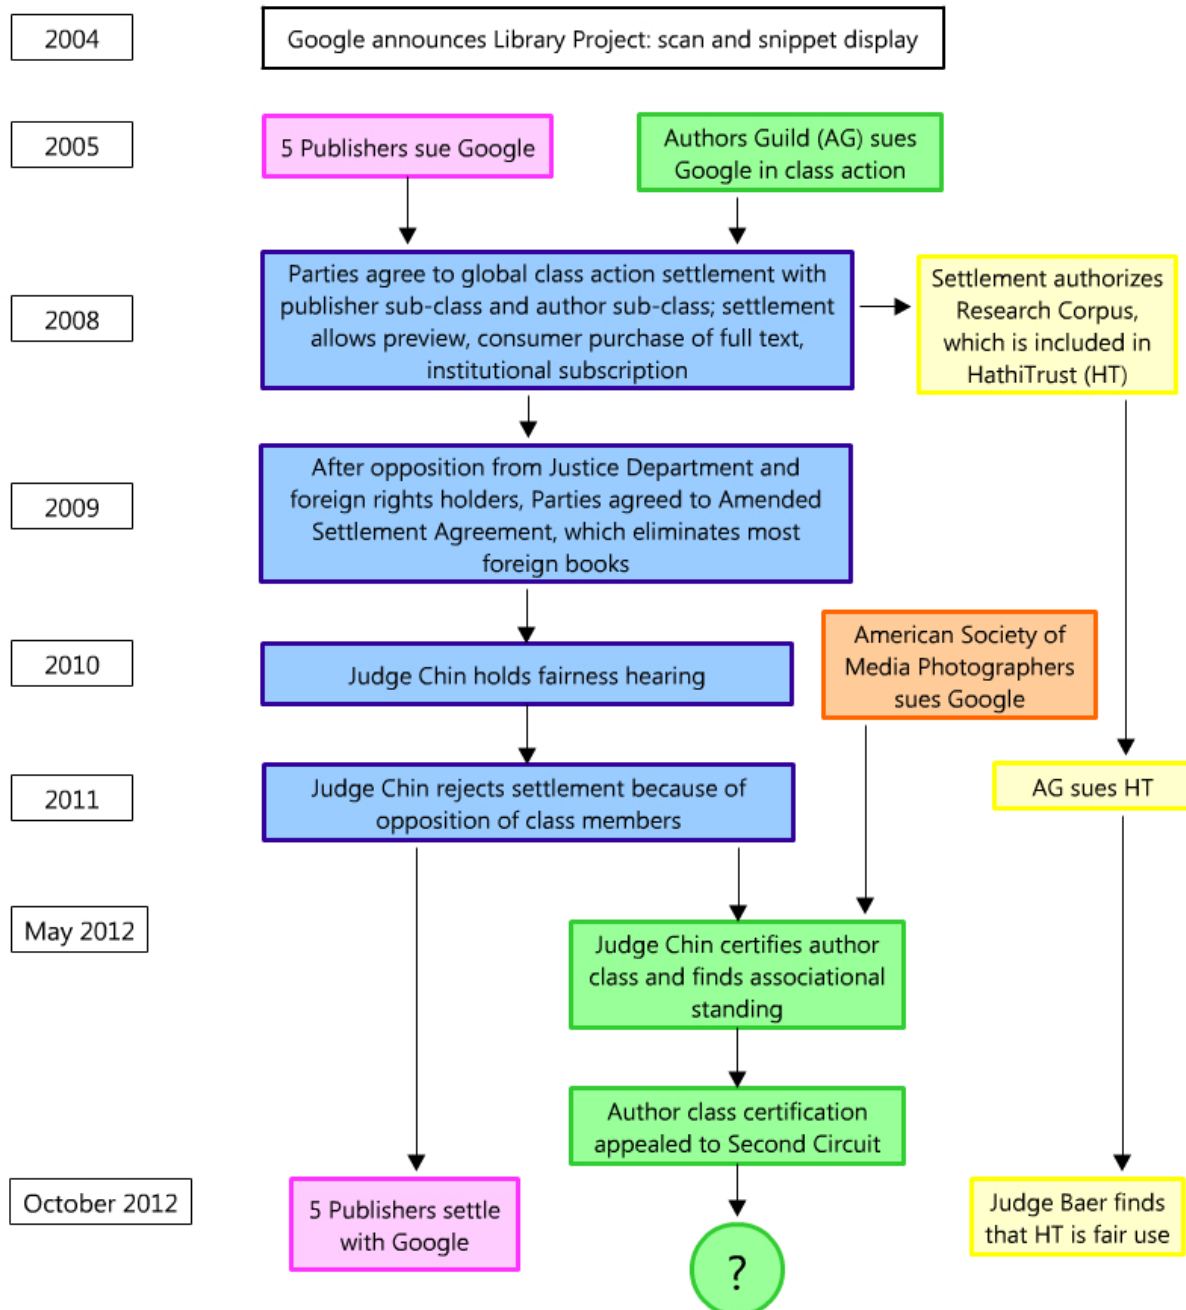 2004
Google announces Library Project: scan and snippet display
2005
5 Publishers sue Google
Authors Guild (AG) sues
Google in class action
2008
Parties agree to global class action settlement with
publisher sub-class and author sub-class; settlement
allows preview, consumer purchase of full text,
institutional subscription
Settlement authorizes
Research Corpus,
which is included in
HathiTrust (HT)
2009
After opposition from Justice Department and
foreign rights holders, Parties agreed to Amended
Settlement Agreement, which eliminates most
foreign books
2010
Judge Chin holds fairness hearing
American Society of
Media Photographers
sues Google
2011
Judge Chin rejects settlement because of
opposition of class members
AG sues HT
May 2012
Judge Chin certifies author
class and finds associational
standing
Author class certification
appealed to Second Circuit
October 2012
5 Publishers settle
with Google
?
Judge Baer finds
that HT is fair use